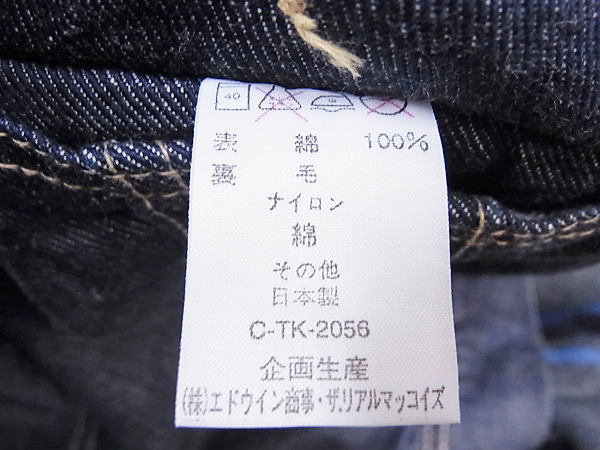 40
表 綿 100%
裏 毛
ナイロン
綿
その他
日本製
C-TK-2056
企画生産
(株)エドウイン商事・ザ.リアルマッコイズ